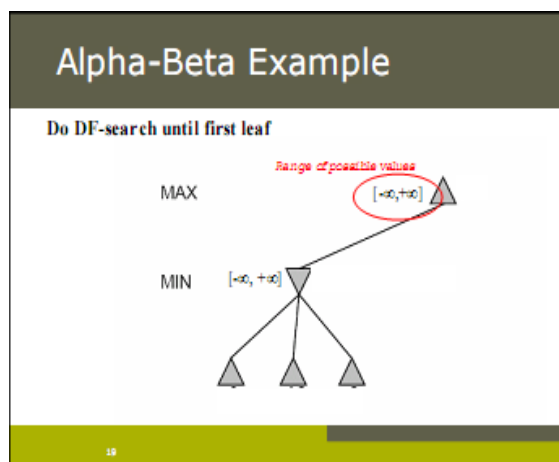 Alpha-Beta Example
Do DF-search until first leaf
Range of possible values
MAX [-∞,+∞]
MIN [-∞, +∞]
19